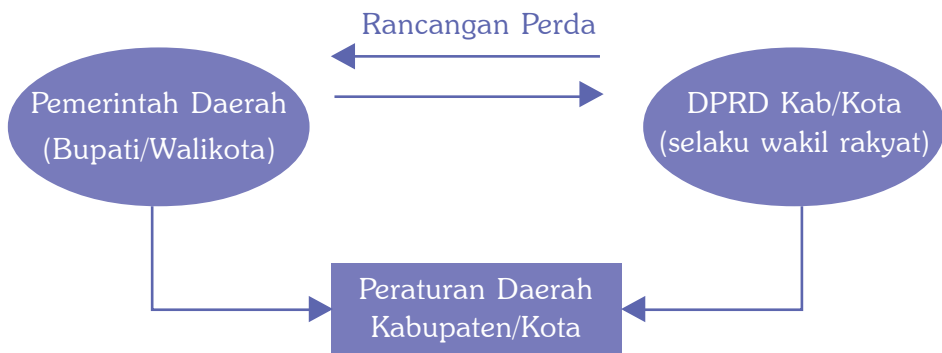 Rancangan Perda
Pemerintah Daerah
(Bupati/Walikota)
DPRD Kab/Kota
(selaku wakil rakyat)
Peraturan Daerah
Kabupaten/Kota